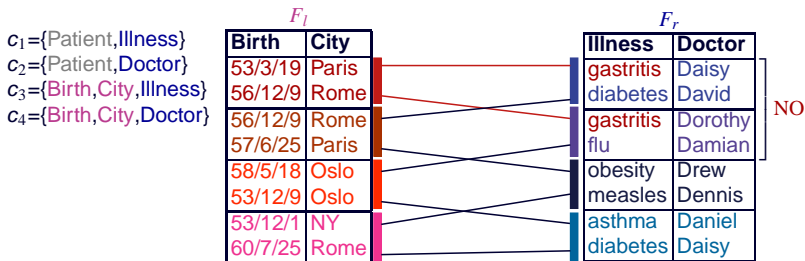 F_l
F_r
c1={Patient,Illness}
c2={Patient,Doctor}
c3={Birth,City,Illness}
c4={Birth,City,Doctor}
Birth City
53/3/19 Paris
56/12/9 Rome
56/12/9 Rome
57/6/25 Paris
58/5/18 Oslo
53/12/9 Oslo
53/12/1 NY
60/7/25 Rome
Illness Doctor
gastritis Daisy
diabetes David
gastritis Dorothy
flu Damian
obesity Drew
measles Dennis
asthma Daniel
diabetes Daisy
NO